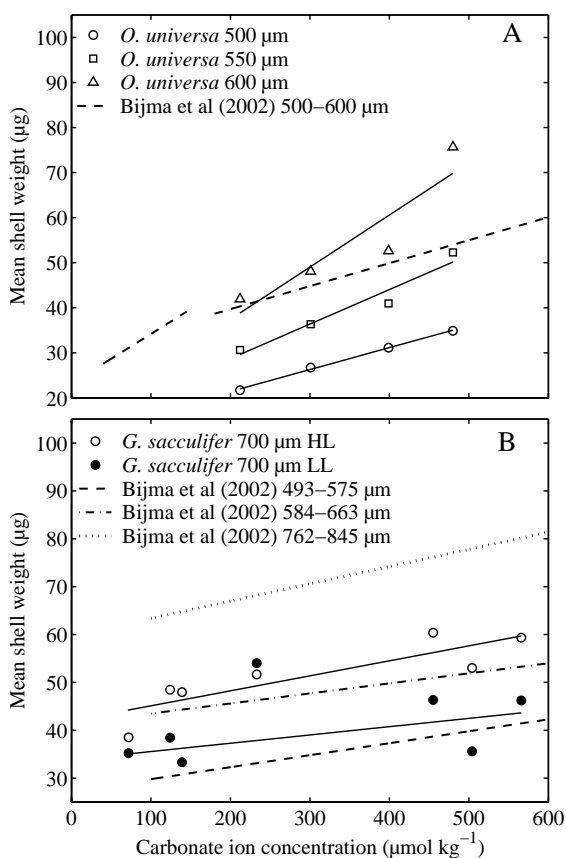 A
O. universa 500 µm
O. universa 550 µm
O. universa 600 µm
Bijma et al (2002) 500–600 µm
Mean shell weight (µg)
100
90
80
70
60
50
40
30
20
B
G. sacculifer 700 µm HL
G. sacculifer 700 µm LL
Bijma et al (2002) 493–575 µm
Bijma et al (2002) 584–663 µm
Bijma et al (2002) 762–845 µm
Mean shell weight (µg)
100
90
80
70
60
50
40
30
0 100 200 300 400 500 600
Carbonate ion concentration (µmol kg⁻¹)